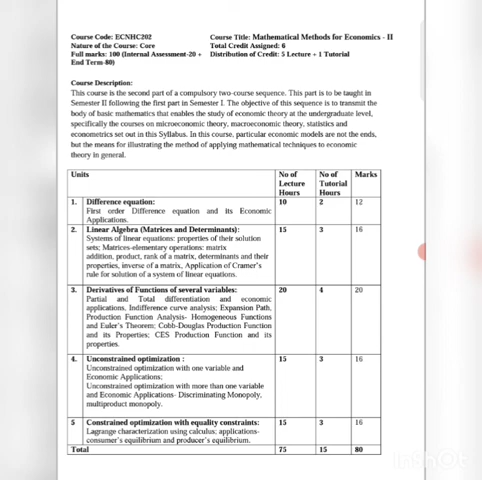 Course Code: ECNHC202 Course Title: Mathematical Methods for Economics - II
Nature of the Course: Core Total Credit Assigned: 6
Full marks: 100 (Internal Assessment-20 + Distribution of Credit: 5 Lecture + 1 Tutorial
End Term-80)
Course Description:
This course is the second part of a compulsory two-course sequence. This part is to be taught in
Semester II following the first part in Semester I. The objective of this sequence is to transmit the
body of basic mathematics that enables the study of economic theory at the undergraduate level,
specifically the courses on microeconomic theory, macroeconomic theory, statistics and
econometrics set out in this Syllabus. In this course, particular economic models are not the ends,
but the means for illustrating the method of applying mathematical techniques to economic
theory in general.
Units No of Lecture Hours No of Tutorial Hours Marks
1. Difference equation: 10 2 12
First order Difference equation and its Economic
Applications.
2. Linear Algebra (Matrices and Determinants): 15 3 16
Systems of linear equations: properties of their solution
sets; Matrices-elementary operations: matrix
addition, product, rank of a matrix, determinants and their
properties, inverse of a matrix, Application of Cramer's
rule for solution of a system of linear equations.
3. Derivatives of Functions of several variables: 20 4 20
Partial and Total differentiation and economic
applications, Indifference curve analysis; Expansion Path,
Production Function Analysis- Homogeneous Functions
and Euler's Theorem; Cobb-Douglas Production Function
and its Properties; CES Production Function and its
properties.
4. Unconstrained optimization : 15 3 16
Unconstrained optimization with one variable and
Economic Applications;
Unconstrained optimization with more than one variable
and Economic Applications- Discriminating Monopoly,
multiproduct monopoly.
5 Constrained optimization with equality constraints: 15 3 16
Lagrange characterization using calculus; applications-
consumer's equilibrium and producer's equilibrium.
Total 75 15 80